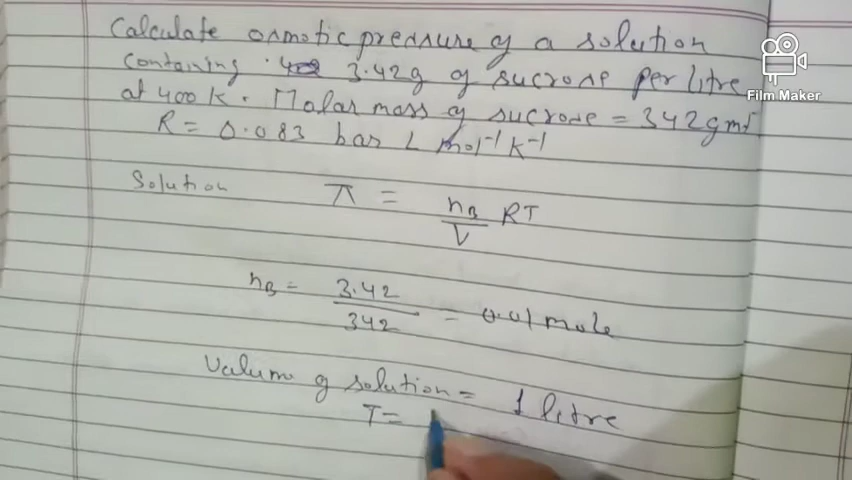 Calculate osmotic pressure of a solution
containing 3.42g of sucrose per litre
at 400 K. Molar mass of sucrose = 342 g mol
R = 0.083 bar L mol⁻¹ K⁻¹
Film Maker
Solution π = nB/V RT
nB = 3.42/342 = 0.01 mole
Volume of solution = 1 litre
T =